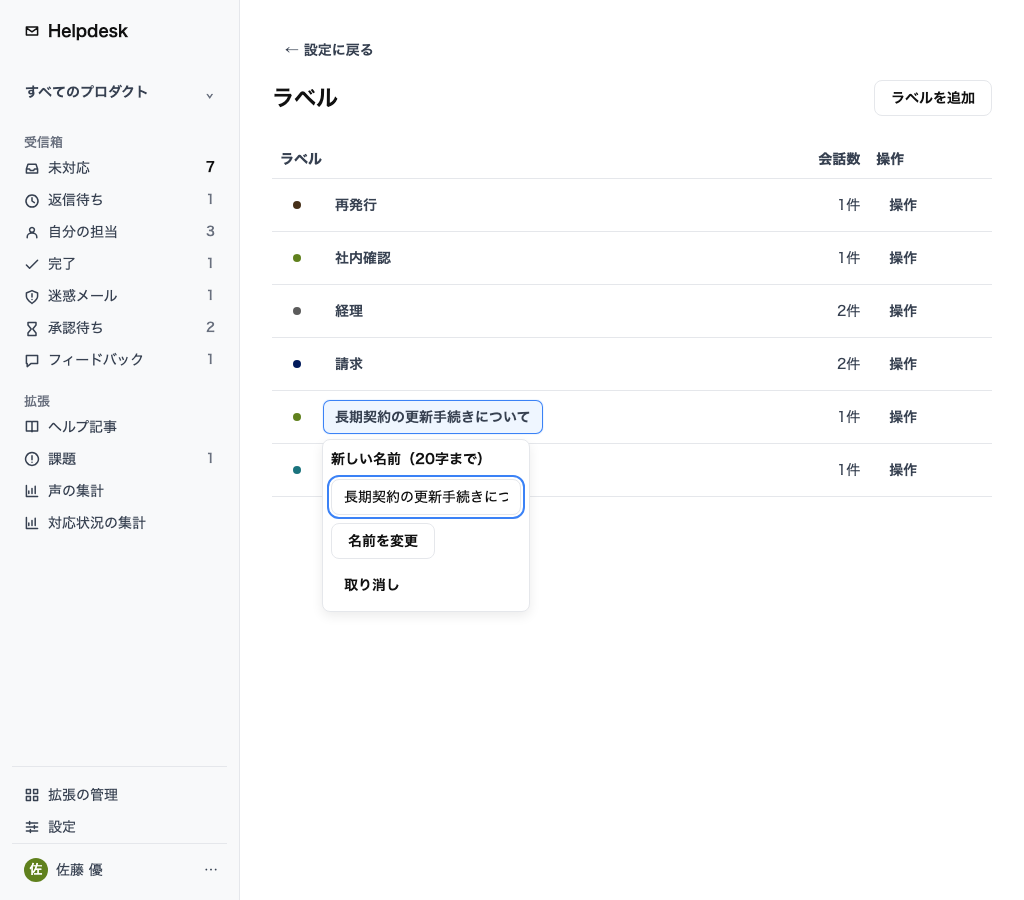 Helpdesk
すべてのプロダクト
受信箱
未対応 7
返信待ち 1
自分の担当 3
完了 1
迷惑メール 1
承認待ち 2
フィードバック 1
拡張
ヘルプ記事
課題 1
声の集計
対応状況の集計
拡張の管理
設定
佐 佐藤 優 …
← 設定に戻る
ラベル
ラベルを追加
ラベル 会話数 操作
再発行 1件 操作
社内確認 1件 操作
経理 2件 操作
請求 2件 操作
長期契約の更新手続きについて 1件 操作
1件 操作
新しい名前（20字まで）
長期契約の更新手続きにつ
名前を変更
取り消し